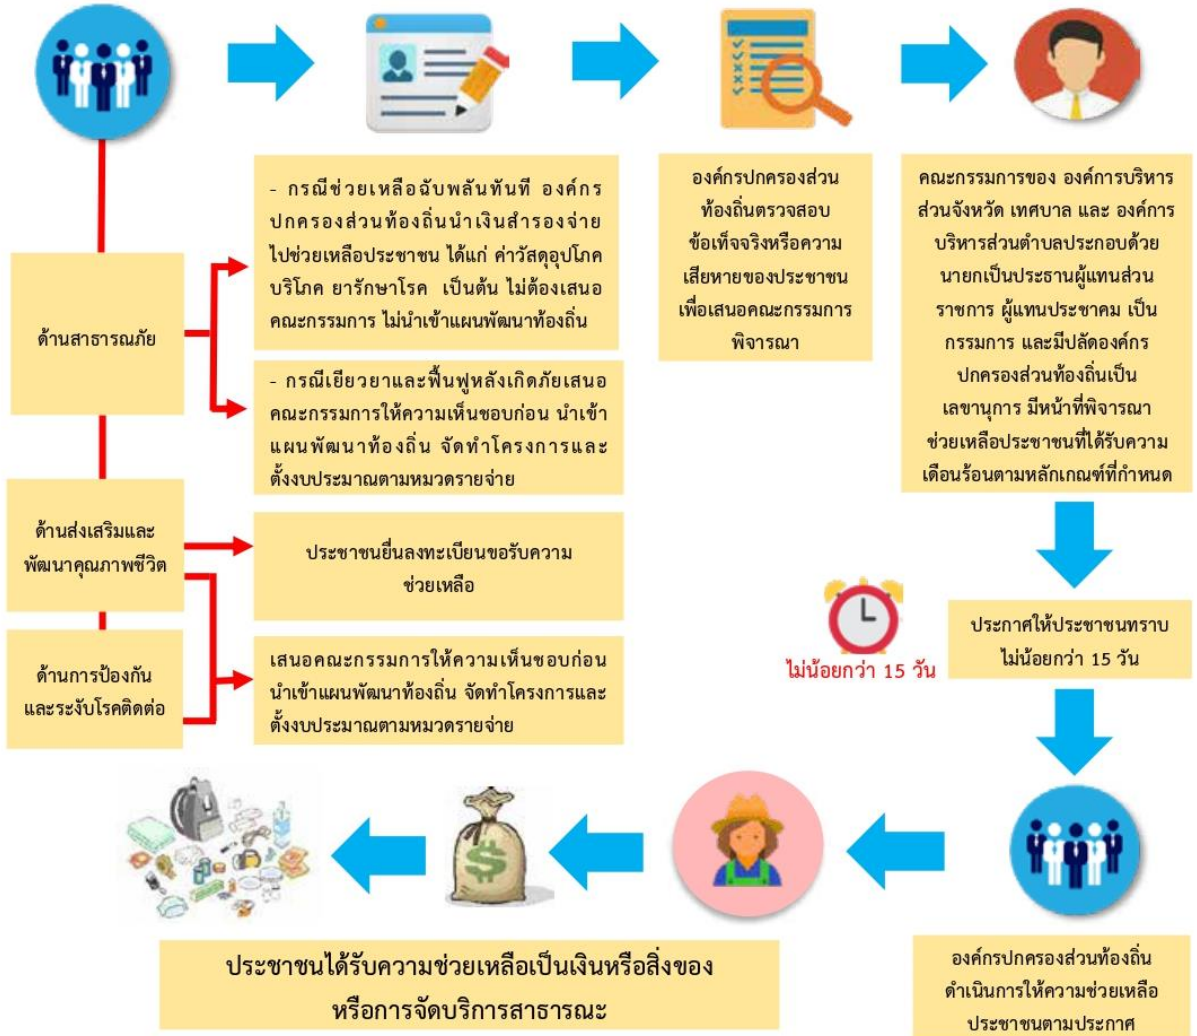 - กรณีช่วยเหลือฉับพลันทันที องค์กร
ปกครองส่วนท้องถิ่นนำเงินสำรองจ่าย
ไปช่วยเหลือประชาชน ได้แก่ ค่าวัสดุอุปโภค
บริโภค ยารักษาโรค เป็นต้น ไม่ต้องเสนอ
คณะกรรมการ ไม่นำเข้าแผนพัฒนาท้องถิ่น
องค์กรปกครองส่วน
ท้องถิ่นตรวจสอบ
ข้อเท็จจริงหรือความ
เสียหายของประชาชน
เพื่อเสนอคณะกรรมการ
พิจารณา
คณะกรรมการของ องค์การบริหาร
ส่วนจังหวัด เทศบาล และ องค์การ
บริหารส่วนตำบลประกอบด้วย
นายกเป็นประธานผู้แทนส่วน
ราชการ ผู้แทนประชาคม เป็น
กรรมการ และมีปลัดองค์กร
ปกครองส่วนท้องถิ่นเป็น
เลขานุการ มีหน้าที่พิจารณา
ช่วยเหลือประชาชนที่ได้รับความ
เดือนร้อนตามหลักเกณฑ์ที่กำหนด
ด้านสาธารณภัย
- กรณีเยียวยาและฟื้นฟูหลังเกิดภัยเสนอ
คณะกรรมการให้ความเห็นชอบก่อน นำเข้า
แผนพัฒนาท้องถิ่น จัดทำโครงการและ
ตั้งงบประมาณตามหมวดรายจ่าย
ด้านส่งเสริมและ
พัฒนาคุณภาพชีวิต
ประชาชนยื่นลงทะเบียนขอรับความ
ช่วยเหลือ
ด้านการป้องกัน
และระงับโรคติดต่อ
เสนอคณะกรรมการให้ความเห็นชอบก่อน
นำเข้าแผนพัฒนาท้องถิ่น จัดทำโครงการและ
ตั้งงบประมาณตามหมวดรายจ่าย
ไม่น้อยกว่า 15 วัน
ประกาศให้ประชาชนทราบ
ไม่น้อยกว่า 15 วัน
องค์กรปกครองส่วนท้องถิ่น
ดำเนินการให้ความช่วยเหลือ
ประชาชนตามประกาศ
$
ประชาชนได้รับความช่วยเหลือเป็นเงินหรือสิ่งของ
หรือการจัดบริการสาธารณะ